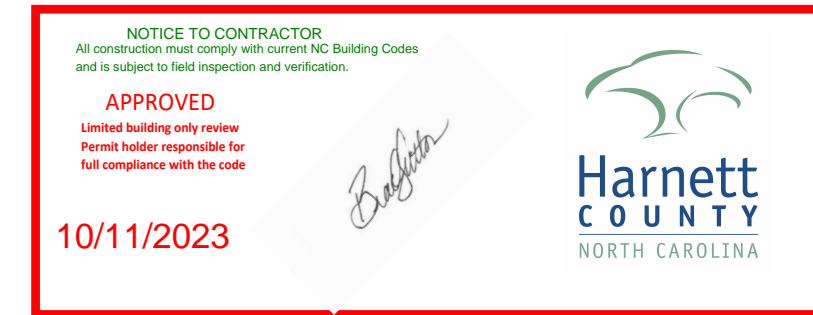 NOTICE TO CONTRACTOR
All construction must comply with current NC Building Codes
and is subject to field inspection and verification.
APPROVED
Limited building only review
Permit holder responsible for
full compliance with the code
10/11/2023
Brad Sutton
Harnett
COUNTY
NORTH CAROLINA